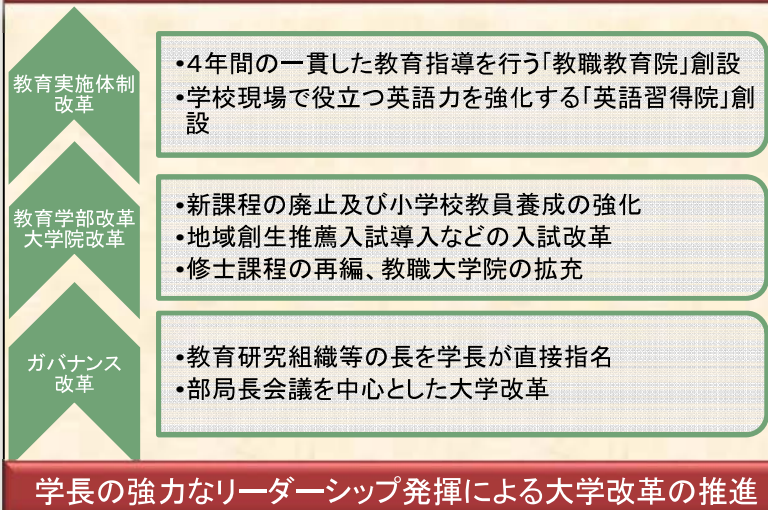 教育実施体制
改革
•４年間の一貫した教育指導を行う「教職教育院」創設
•学校現場で役立つ英語力を強化する「英語習得院」創
設
教育学部改革
大学院改革
•新課程の廃止及び小学校教員養成の強化
•地域創生推薦入試導入などの入試改革
•修士課程の再編、教職大学院の拡充
ガバナンス
改革
•教育研究組織等の長を学長が直接指名
•部局長会議を中心とした大学改革
学長の強力なリーダーシップ発揮による大学改革の推進